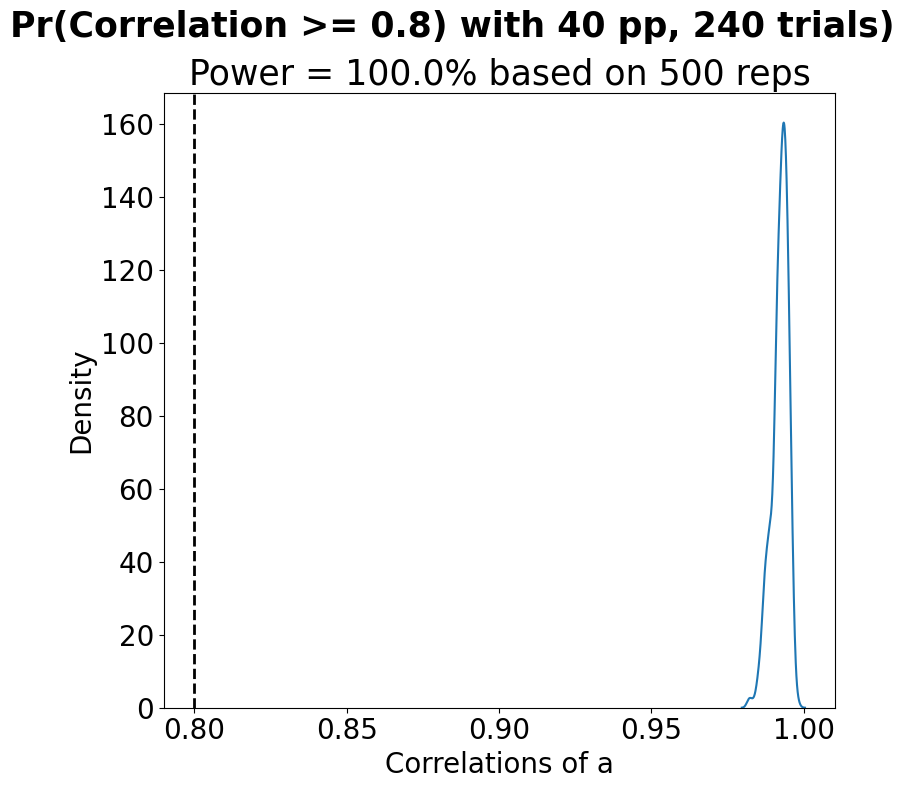 Pr(Correlation >= 0.8) with 40 pp, 240 trials)
Power = 100.0% based on 500 reps
160
140
120
100
80
60
40
20
0
Density
0.80 0.85 0.90 0.95 1.00
Correlations of a